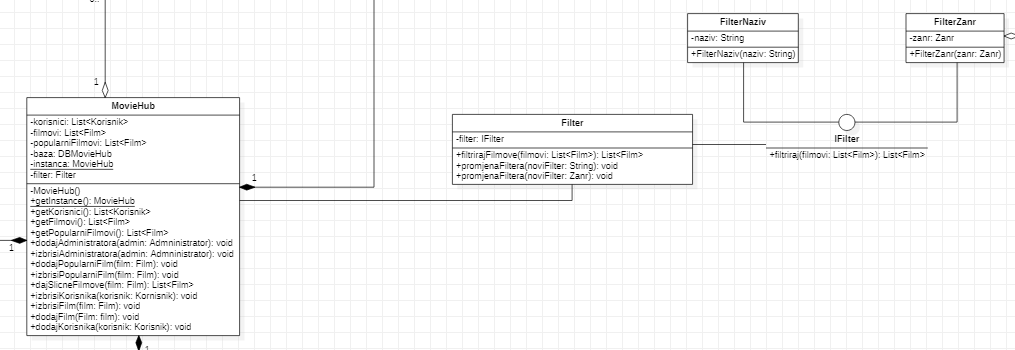 0..
1
MovieHub
-korisnici: List<Korisnik>
-filmovi: List<Film>
-popularniFilmovi: List<Film>
-baza: DBMovieHub
-instanca: MovieHub
-filter: Filter
-MovieHub()
+getInstance(): MovieHub
+getKorisnici(): List<Korisnik>
+getFilmovi(): List<Film>
+getPopularniFilmovi(): List<Film>
+dodajAdministratora(admin: Admninistrator): void
+izbrisiAdministratora(admin: Admninistrator): void
+dodajPopularniFilm(film: Film): void
+izbrisiPopularniFilm(film: Film): void
+dajSlicneFilmove(film: Film): List<Film>
+izbrisiKorisnika(korisnik: Kornisnik): void
+izbrisiFilm(film: Film): void
+dodajFilm(Film: film): void
+dodajKorisnika(korisnik: Korisnik): void
1
1
1
Filter
-filter: IFilter
+filtrirajFilmove(filmovi: List<Film>): List<Film>
+promjenaFiltera(noviFilter: String): void
+promjenaFiltera(noviFilter: Zanr): void
FilterNaziv
-naziv: String
+FilterNaziv(naziv: String)
FilterZanr
-zanr: Zanr
+FilterZanr(zanr: Zanr)
IFilter
+filtriraj(filmovi: List<Film>): List<Film>